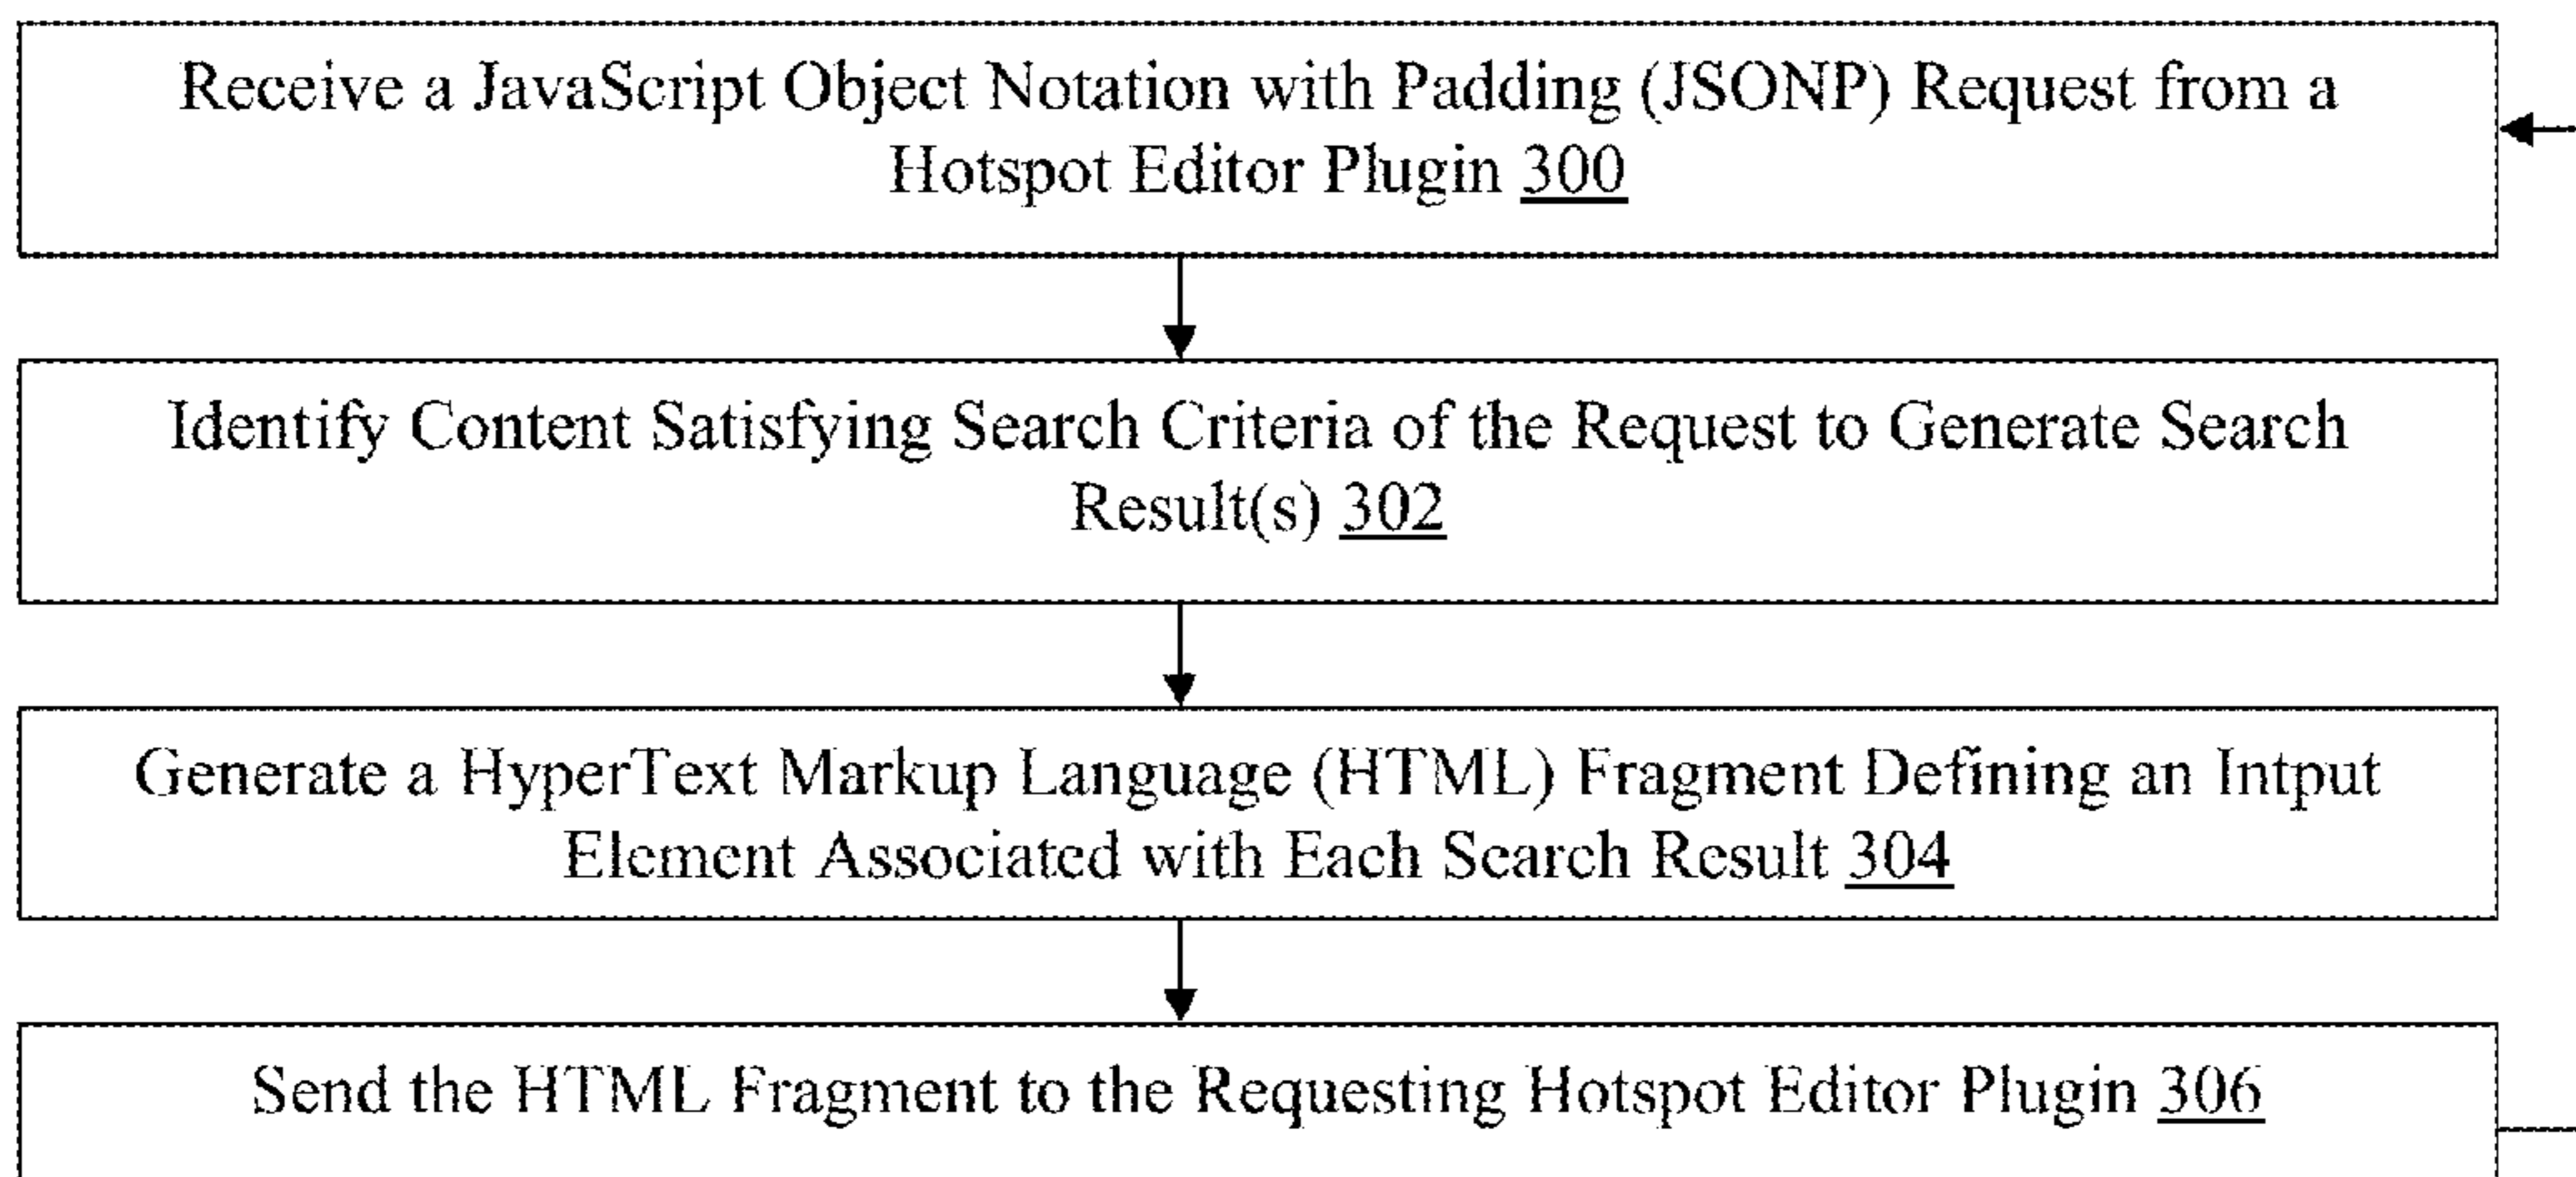 Receive a JavaScript Object Notation with Padding (JSONP) Request from a
Hotspot Editor Plugin 300
Identify Content Satisfying Search Criteria of the Request to Generate Search
Result(s) 302
Generate a HyperText Markup Language (HTML) Fragment Defining an Intput
Element Associated with Each Search Result 304
Send the HTML Fragment to the Requesting Hotspot Editor Plugin 306